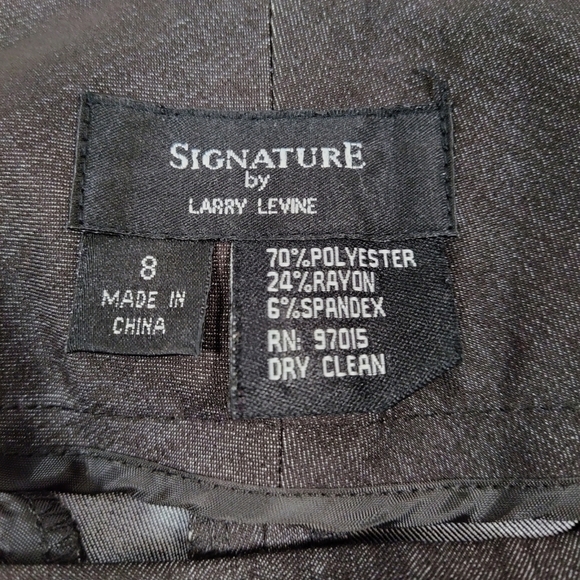 SIGNATURE
by
LARRY LEVINE
8
MADE IN
CHINA
70%POLYESTER
24%RAYON
6%SPANDEX
RN: 97015
DRY CLEAN